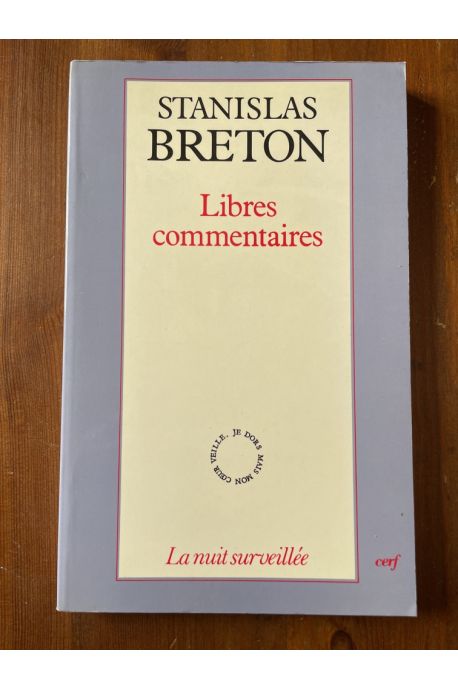 STANISLAS
BRETON
Libres
commentaires
JE DORS MAIS MON CŒUR VEILLE,
La nuit surveillée
cerf